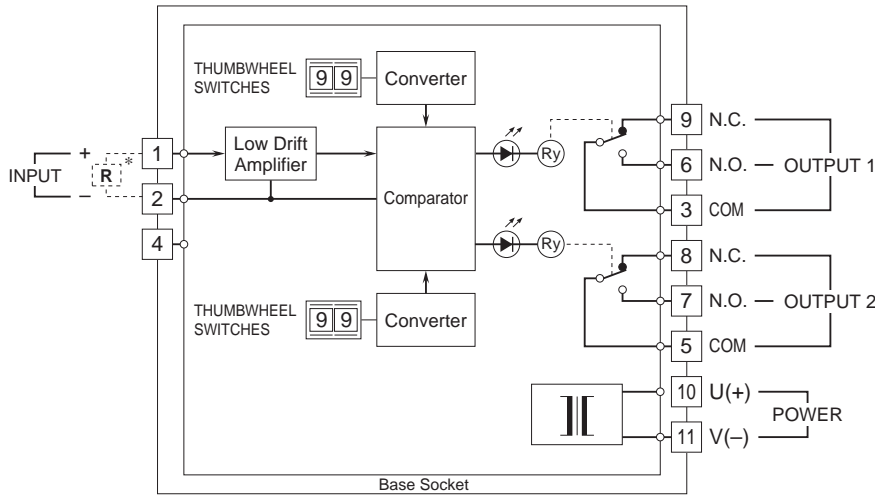 THUMBWHEEL
SWITCHES
9 9
Converter
1
+
R
*
INPUT
–
2
4
Low Drift
Amplifier
Comparator
Ry
Ry
9 N.C.
6 N.O.
OUTPUT 1
3 COM
8 N.C.
7 N.O.
OUTPUT 2
5 COM
THUMBWHEEL
SWITCHES
9 9
Converter
10 U(+)
POWER
11 V(–)
Base Socket